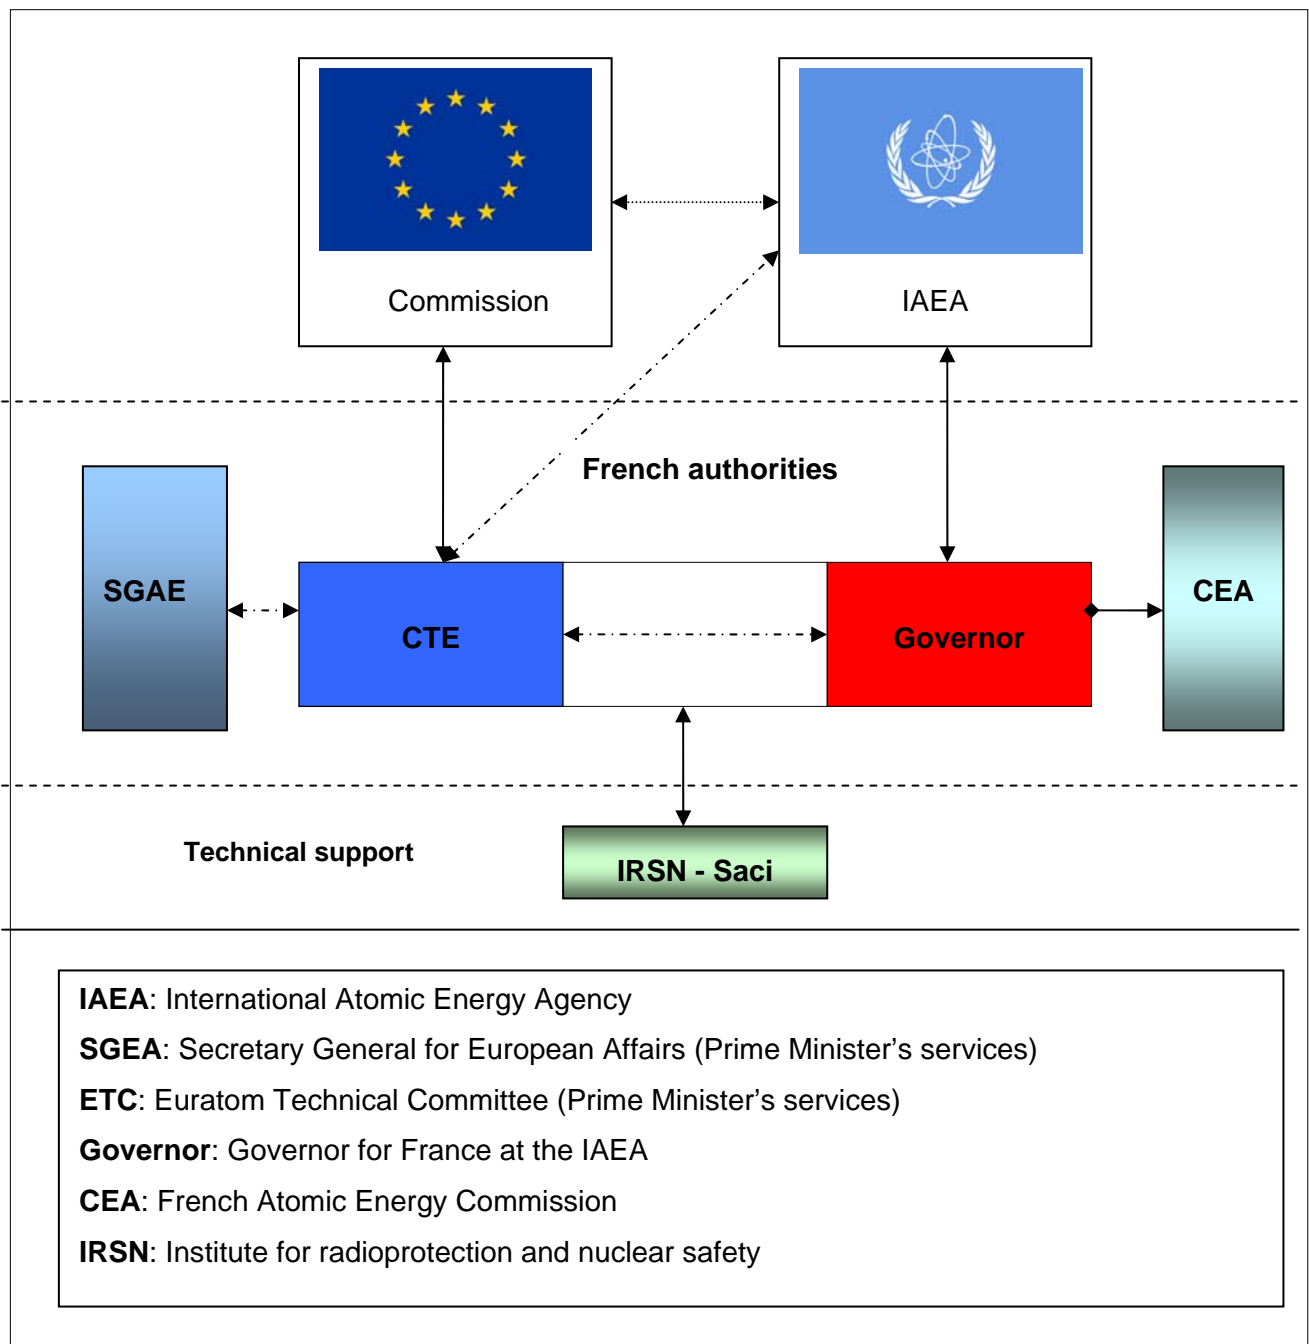 Commission
IAEA
French authorities
SGAE
CEA
CTE
Governor
Technical support
IRSN - Saci
IAEA: International Atomic Energy Agency
SGEA: Secretary General for European Affairs (Prime Minister’s services)
ETC: Euratom Technical Committee (Prime Minister’s services)
Governor: Governor for France at the IAEA
CEA: French Atomic Energy Commission
IRSN: Institute for radioprotection and nuclear safety